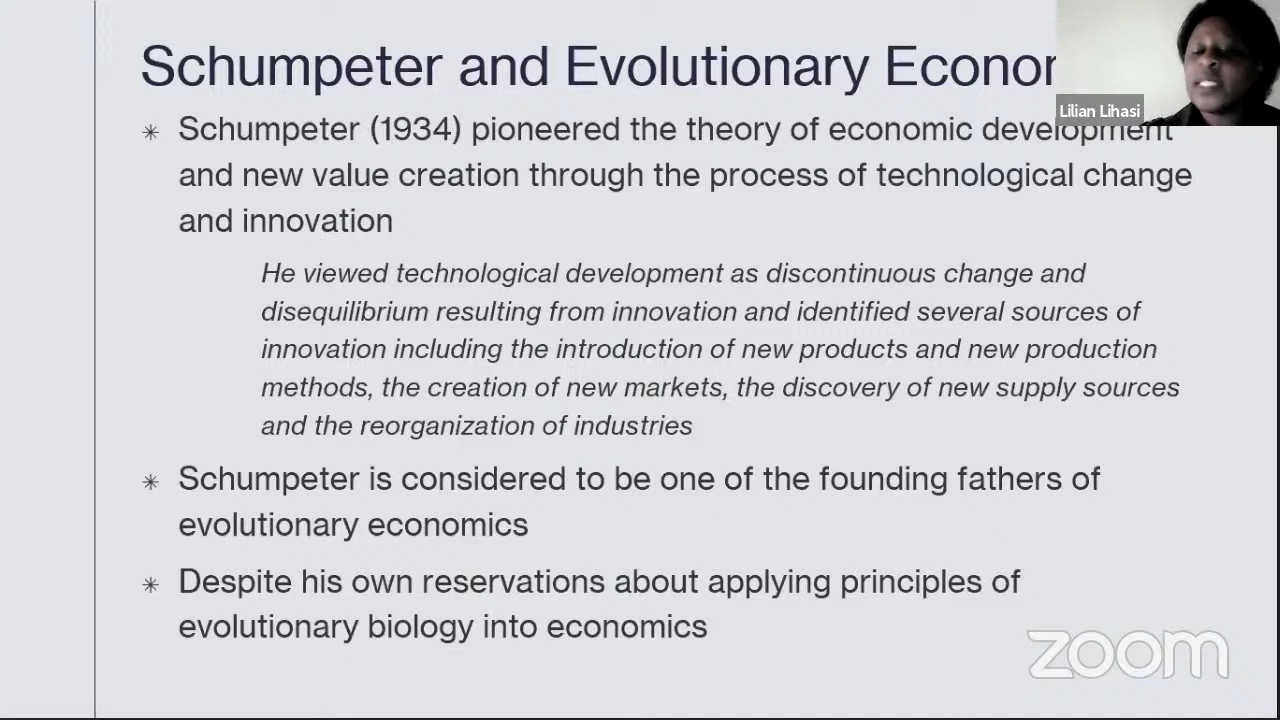 Schumpeter and Evolutionary Econor
Lilian Lihasi
✳ Schumpeter (1934) pioneered the theory of economic development
and new value creation through the process of technological change
and innovation
He viewed technological development as discontinuous change and
disequilibrium resulting from innovation and identified several sources of
innovation including the introduction of new products and new production
methods, the creation of new markets, the discovery of new supply sources
and the reorganization of industries
✳ Schumpeter is considered to be one of the founding fathers of
evolutionary economics
✳ Despite his own reservations about applying principles of
evolutionary biology into economics
zoom